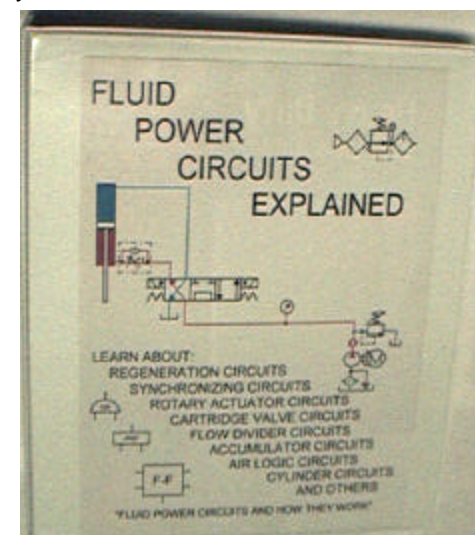 FLUID
POWER
CIRCUITS
EXPLAINED
LEARN ABOUT:
REGENERATION CIRCUITS
SYNCHRONIZING CIRCUITS
ROTARY ACTUATOR CIRCUITS
CARTRIDGE VALVE CIRCUITS
FLOW DIVIDER CIRCUITS
ACCUMULATOR CIRCUITS
AIR LOGIC CIRCUITS
CYLINDER CIRCUITS
AND OTHERS
F-F
"FLUID POWER CIRCUITS AND HOW THEY WORK"